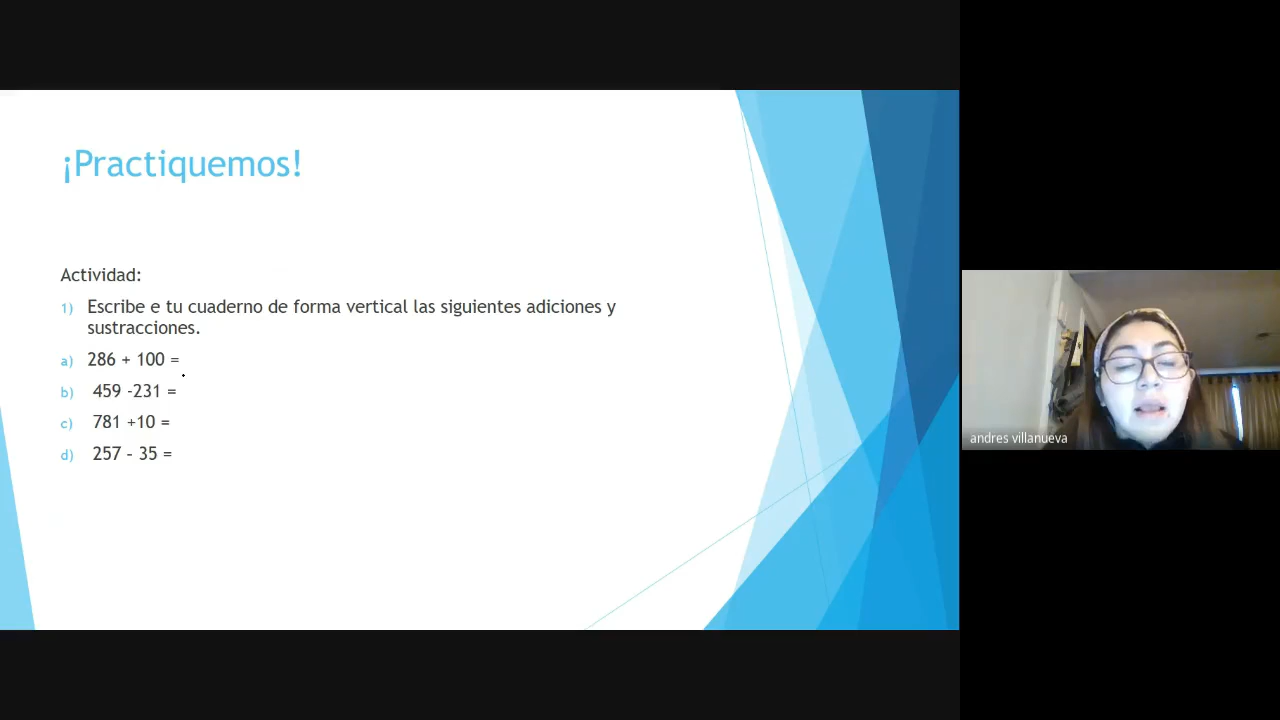 ¡Practiquemos!
Actividad:
1) Escribe e tu cuaderno de forma vertical las siguientes adiciones y
sustracciones.
a) 286 + 100 =
b) 459 -231 =
c) 781 +10 =
d) 257 - 35 =
andres villanueva